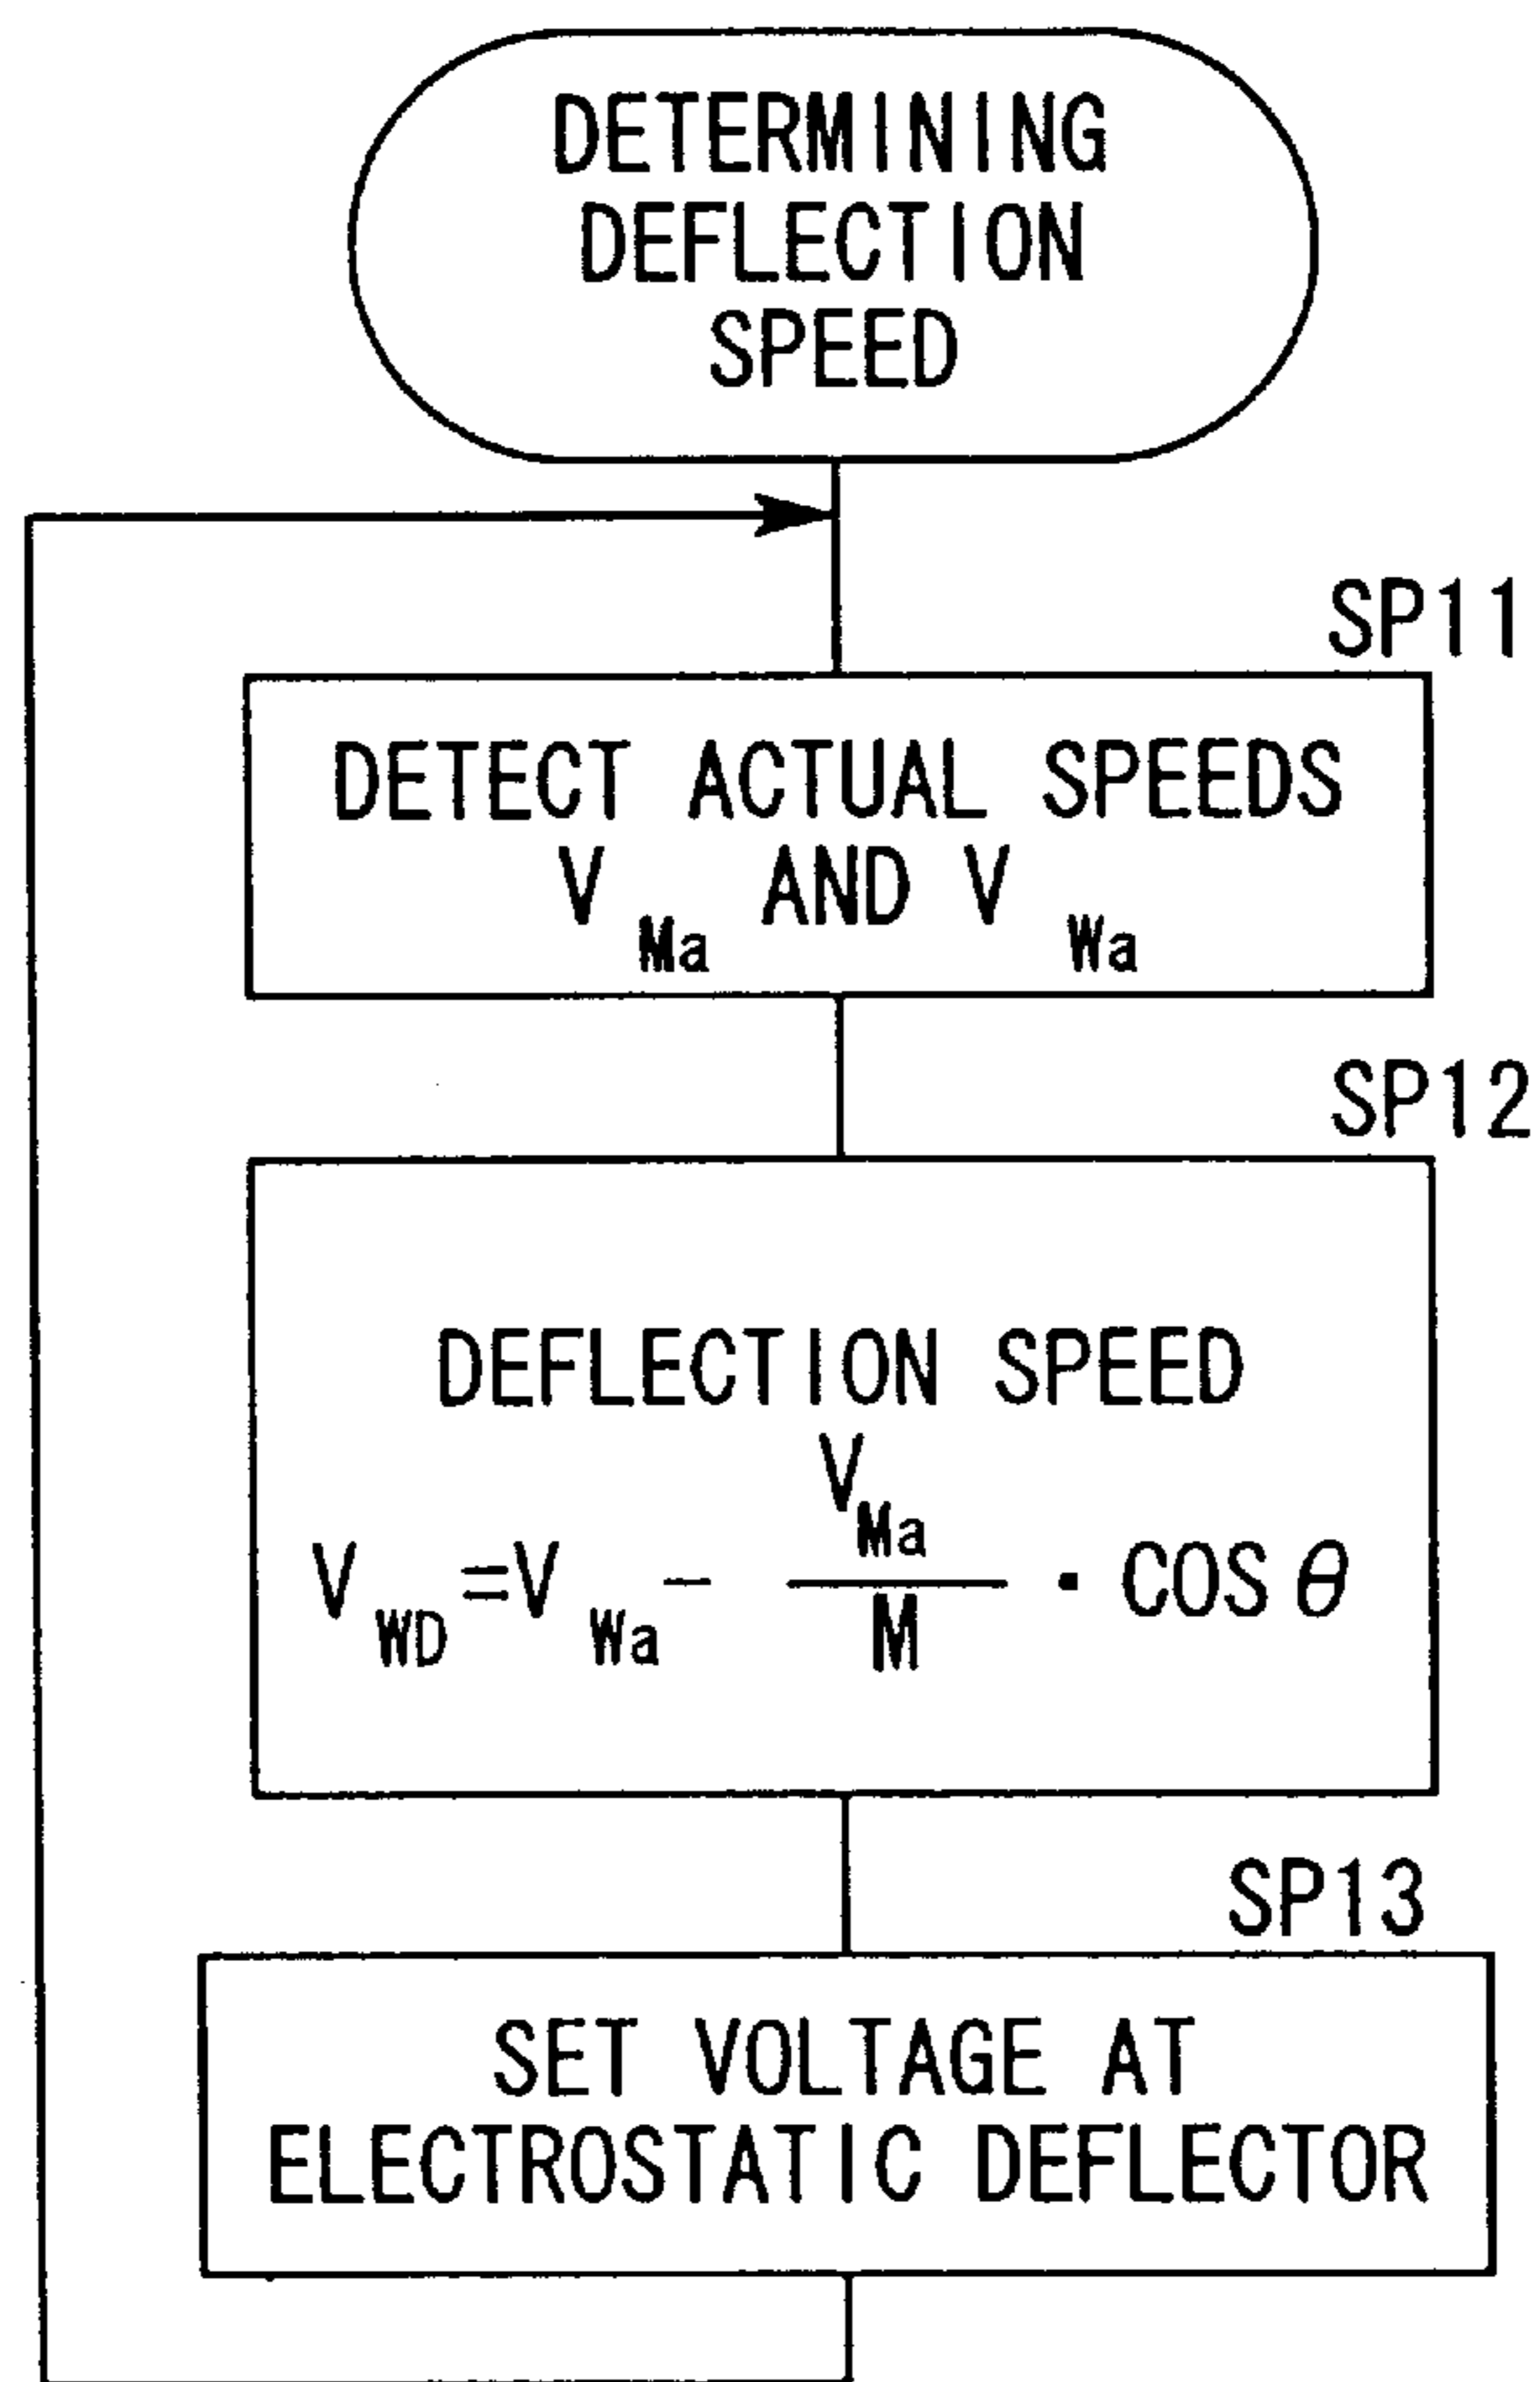 DETERMINING
DEFLECTION
SPEED
SP11
DETECT ACTUAL SPEEDS
V Ma AND V Wa
SP12
DEFLECTION SPEED
V WD = V Wa − V Ma / M · COS θ
SP13
SET VOLTAGE AT
ELECTROSTATIC DEFLECTOR